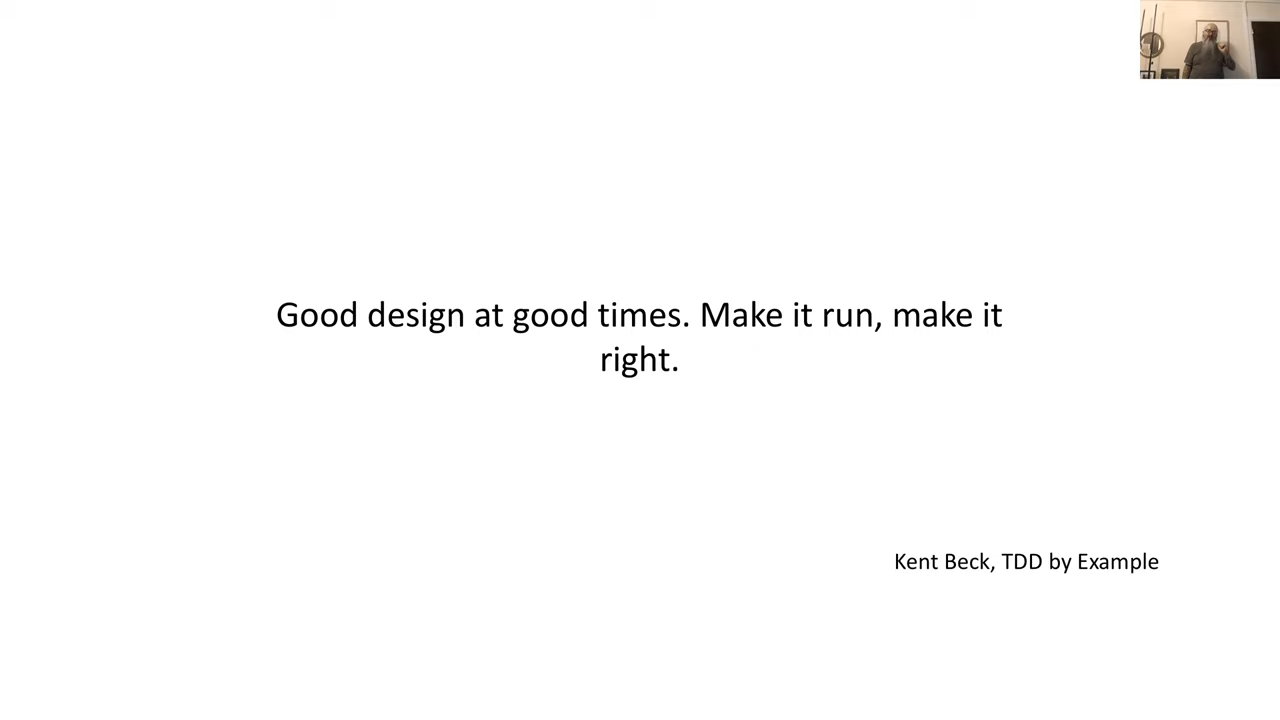 Good design at good times. Make it run, make it
right.
Kent Beck, TDD by Example